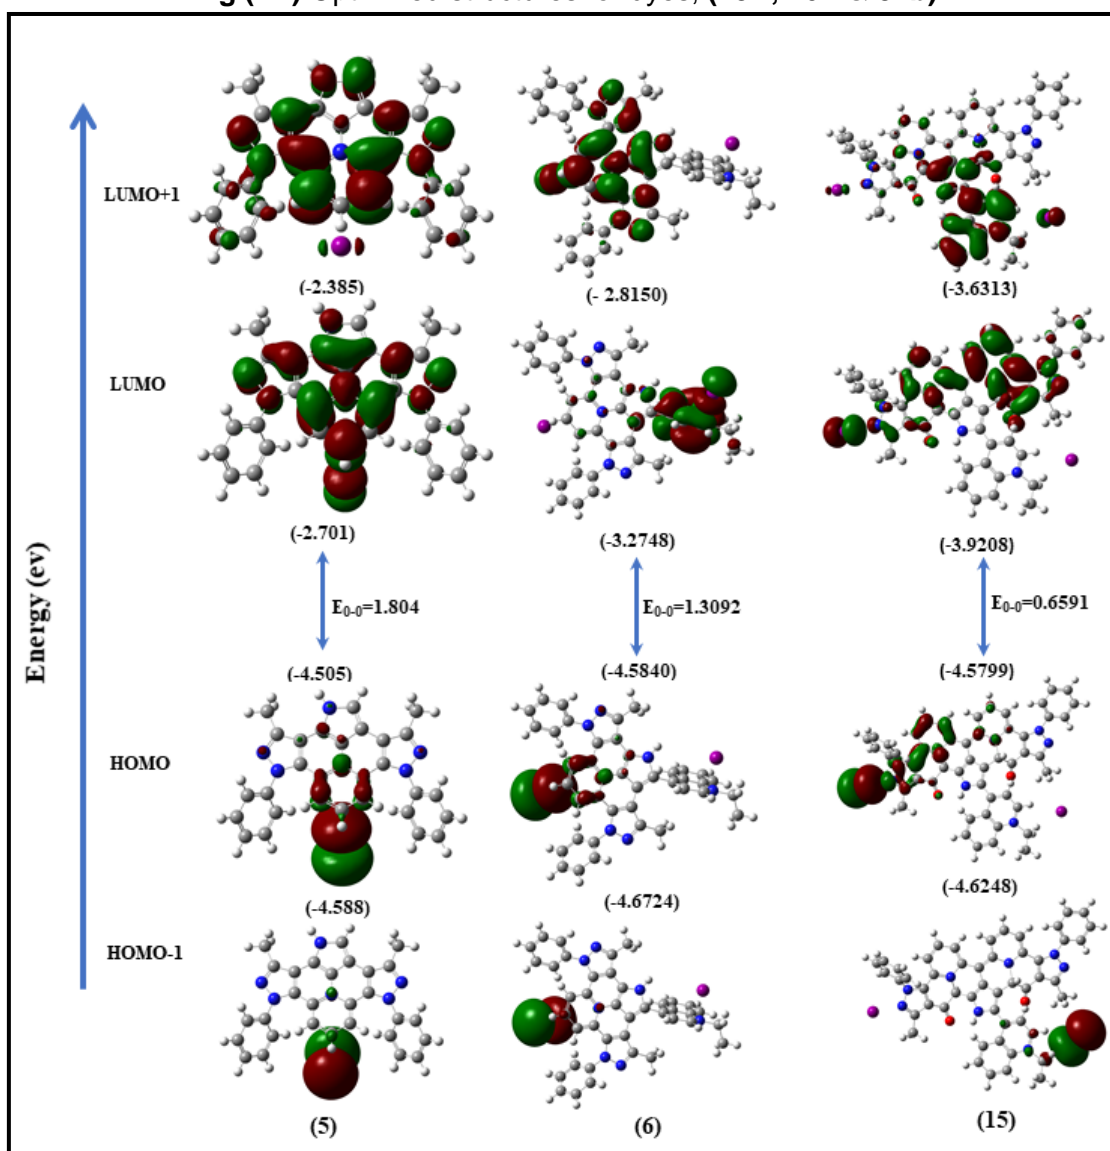 LUMO+1
(-2.385)
(- 2.8150)
(-3.6313)
LUMO
(-2.701)
(-3.2748)
(-3.9208)
Energy (ev)
E0-0=1.804
E0-0=1.3092
E0-0=0.6591
(-4.505)
(-4.5840)
(-4.5799)
HOMO
(-4.588)
(-4.6724)
(-4.6248)
HOMO-1
(5)
(6)
(15)